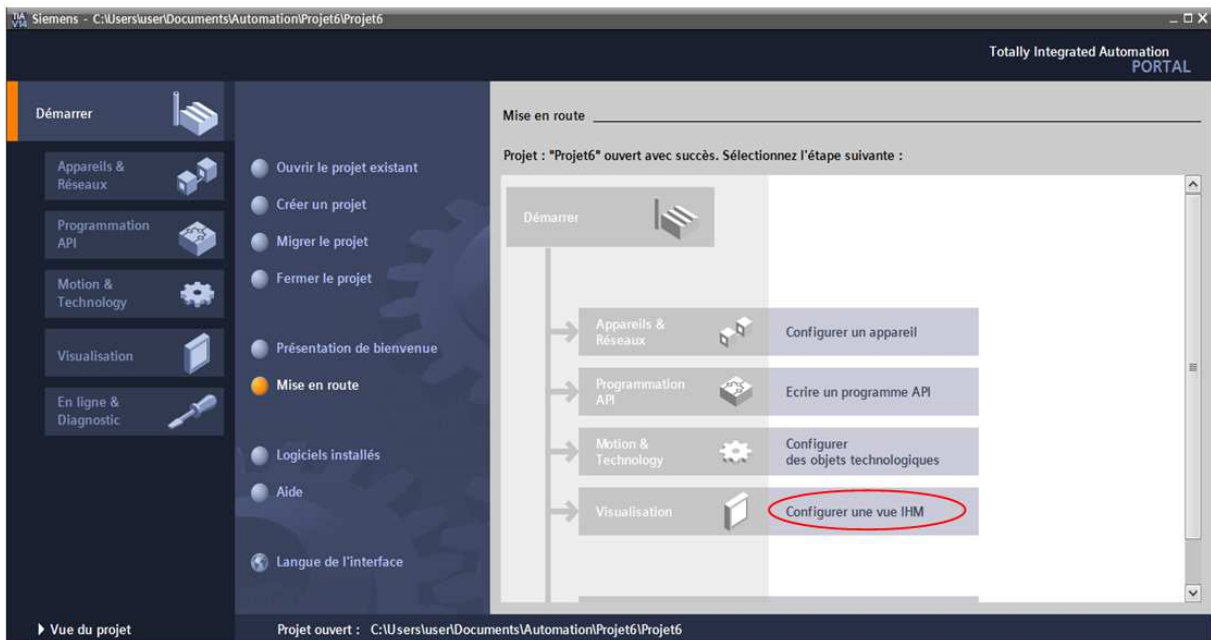 TIA
V14
Siemens - C:\Users\user\Documents\Automation\Projet6\Projet6
Totally Integrated Automation
PORTAL
Démarrer
Appareils &
Réseaux
Programmation
API
Motion &
Technology
Visualisation
En ligne &
Diagnostic
Vue du projet
Ouvrir le projet existant
Créer un projet
Migrer le projet
Fermer le projet
Présentation de bienvenue
Mise en route
Logiciels installés
Aide
Langue de l'interface
Mise en route
Projet : "Projet6" ouvert avec succès. Sélectionnez l'étape suivante :
Démarrer
Appareils &
Réseaux
Configurer un appareil
Programmation
API
Ecrire un programme API
Motion &
Technology
Configurer
des objets technologiques
Visualisation
Configurer une vue IHM
Projet ouvert : C:\Users\user\Documents\Automation\Projet6\Projet6